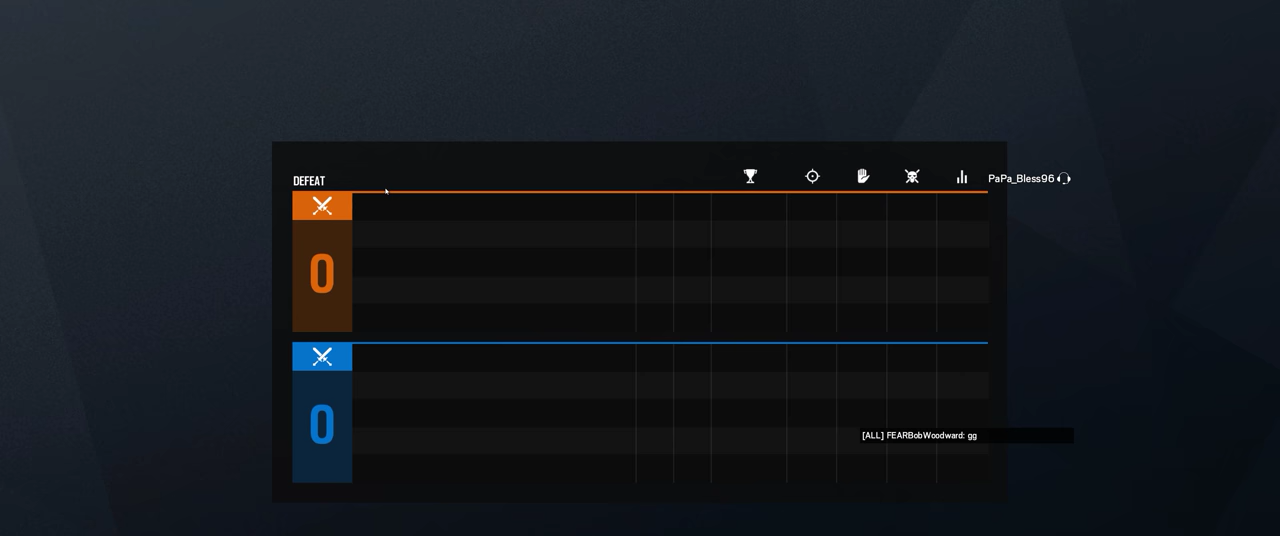 DEFEAT
PaPa_Bless96
0
0
[ALL] FEARBobWoodward: gg